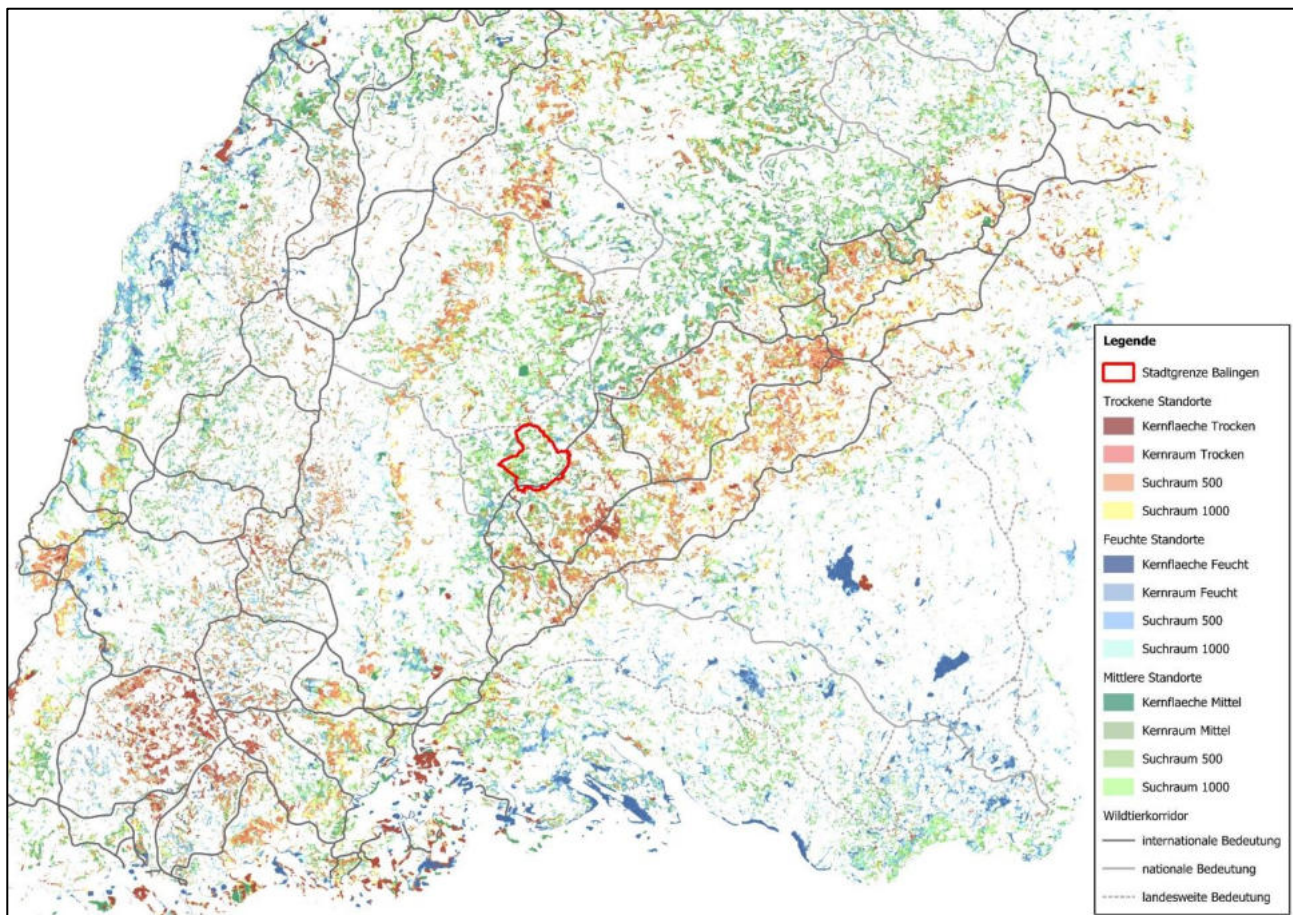 Legende
Stadtgrenze Balingen
Trockene Standorte
Kernflaeche Trocken
Kernraum Trocken
Suchraum 500
Suchraum 1000
Feuchte Standorte
Kernflaeche Feucht
Kernraum Feucht
Suchraum 500
Suchraum 1000
Mittlere Standorte
Kernflaeche Mittel
Kernraum Mittel
Suchraum 500
Suchraum 1000
Wildtierkorridor
internationale Bedeutung
nationale Bedeutung
landesweite Bedeutung